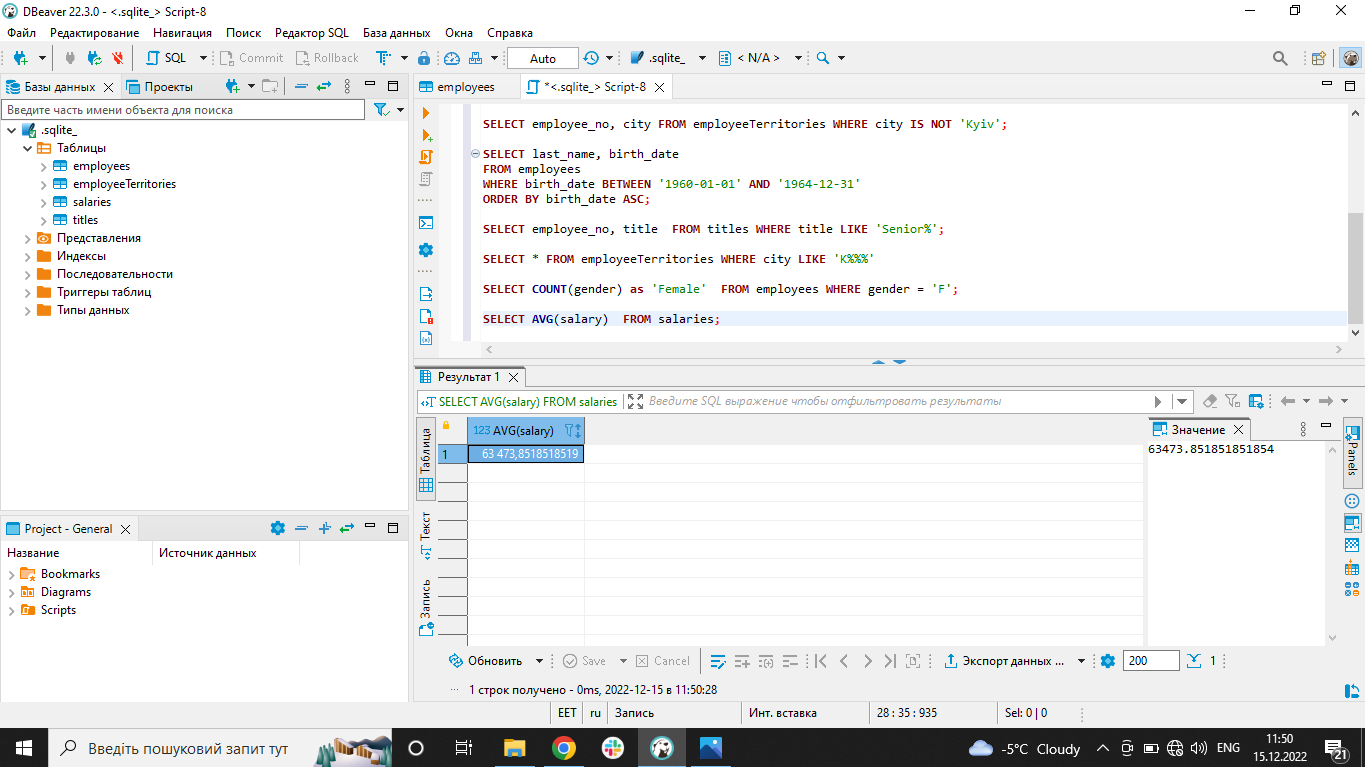 DBeaver 22.3.0 - <.sqlite_> Script-8
Файл Редактирование Навигация Поиск Редактор SQL База данных Окна Справка
SQL Commit Rollback Auto .sqlite_ < N/A >
Базы данных Проекты
Введите часть имени объекта для поиска
.sqlite_
Таблицы
employees
employeeTerritories
salaries
titles
Представления
Индексы
Последовательности
Триггеры таблиц
Типы данных
Project - General
Название Источник данных
Bookmarks
Diagrams
Scripts
employees *<.sqlite_> Script-8
SELECT employee_no, city FROM employeeTerritories WHERE city IS NOT 'Kyiv';
SELECT last_name, birth_date
FROM employees
WHERE birth_date BETWEEN '1960-01-01' AND '1964-12-31'
ORDER BY birth_date ASC;
SELECT employee_no, title  FROM titles WHERE title LIKE 'Senior%';
SELECT * FROM employeeTerritories WHERE city LIKE 'K%%%'
SELECT COUNT(gender) as 'Female'  FROM employees WHERE gender = 'F';
SELECT AVG(salary)  FROM salaries;
Результат 1
SELECT AVG(salary) FROM salaries Введите SQL выражение чтобы отфильтровать результаты
Таблица
Текст
Запись
123 AVG(salary)
1 63 473,8518518519
Значение
63473.851851851854
Panels
Обновить Save Cancel Экспорт данных ... 200 1
1 строк получено - 0ms, 2022-12-15 в 11:50:28
EET ru Запись Инт. вставка 28 : 35 : 935 Sel: 0 | 0
Введіть пошуковий запит тут
-5°C Cloudy ENG
11:50
15.12.2022
21